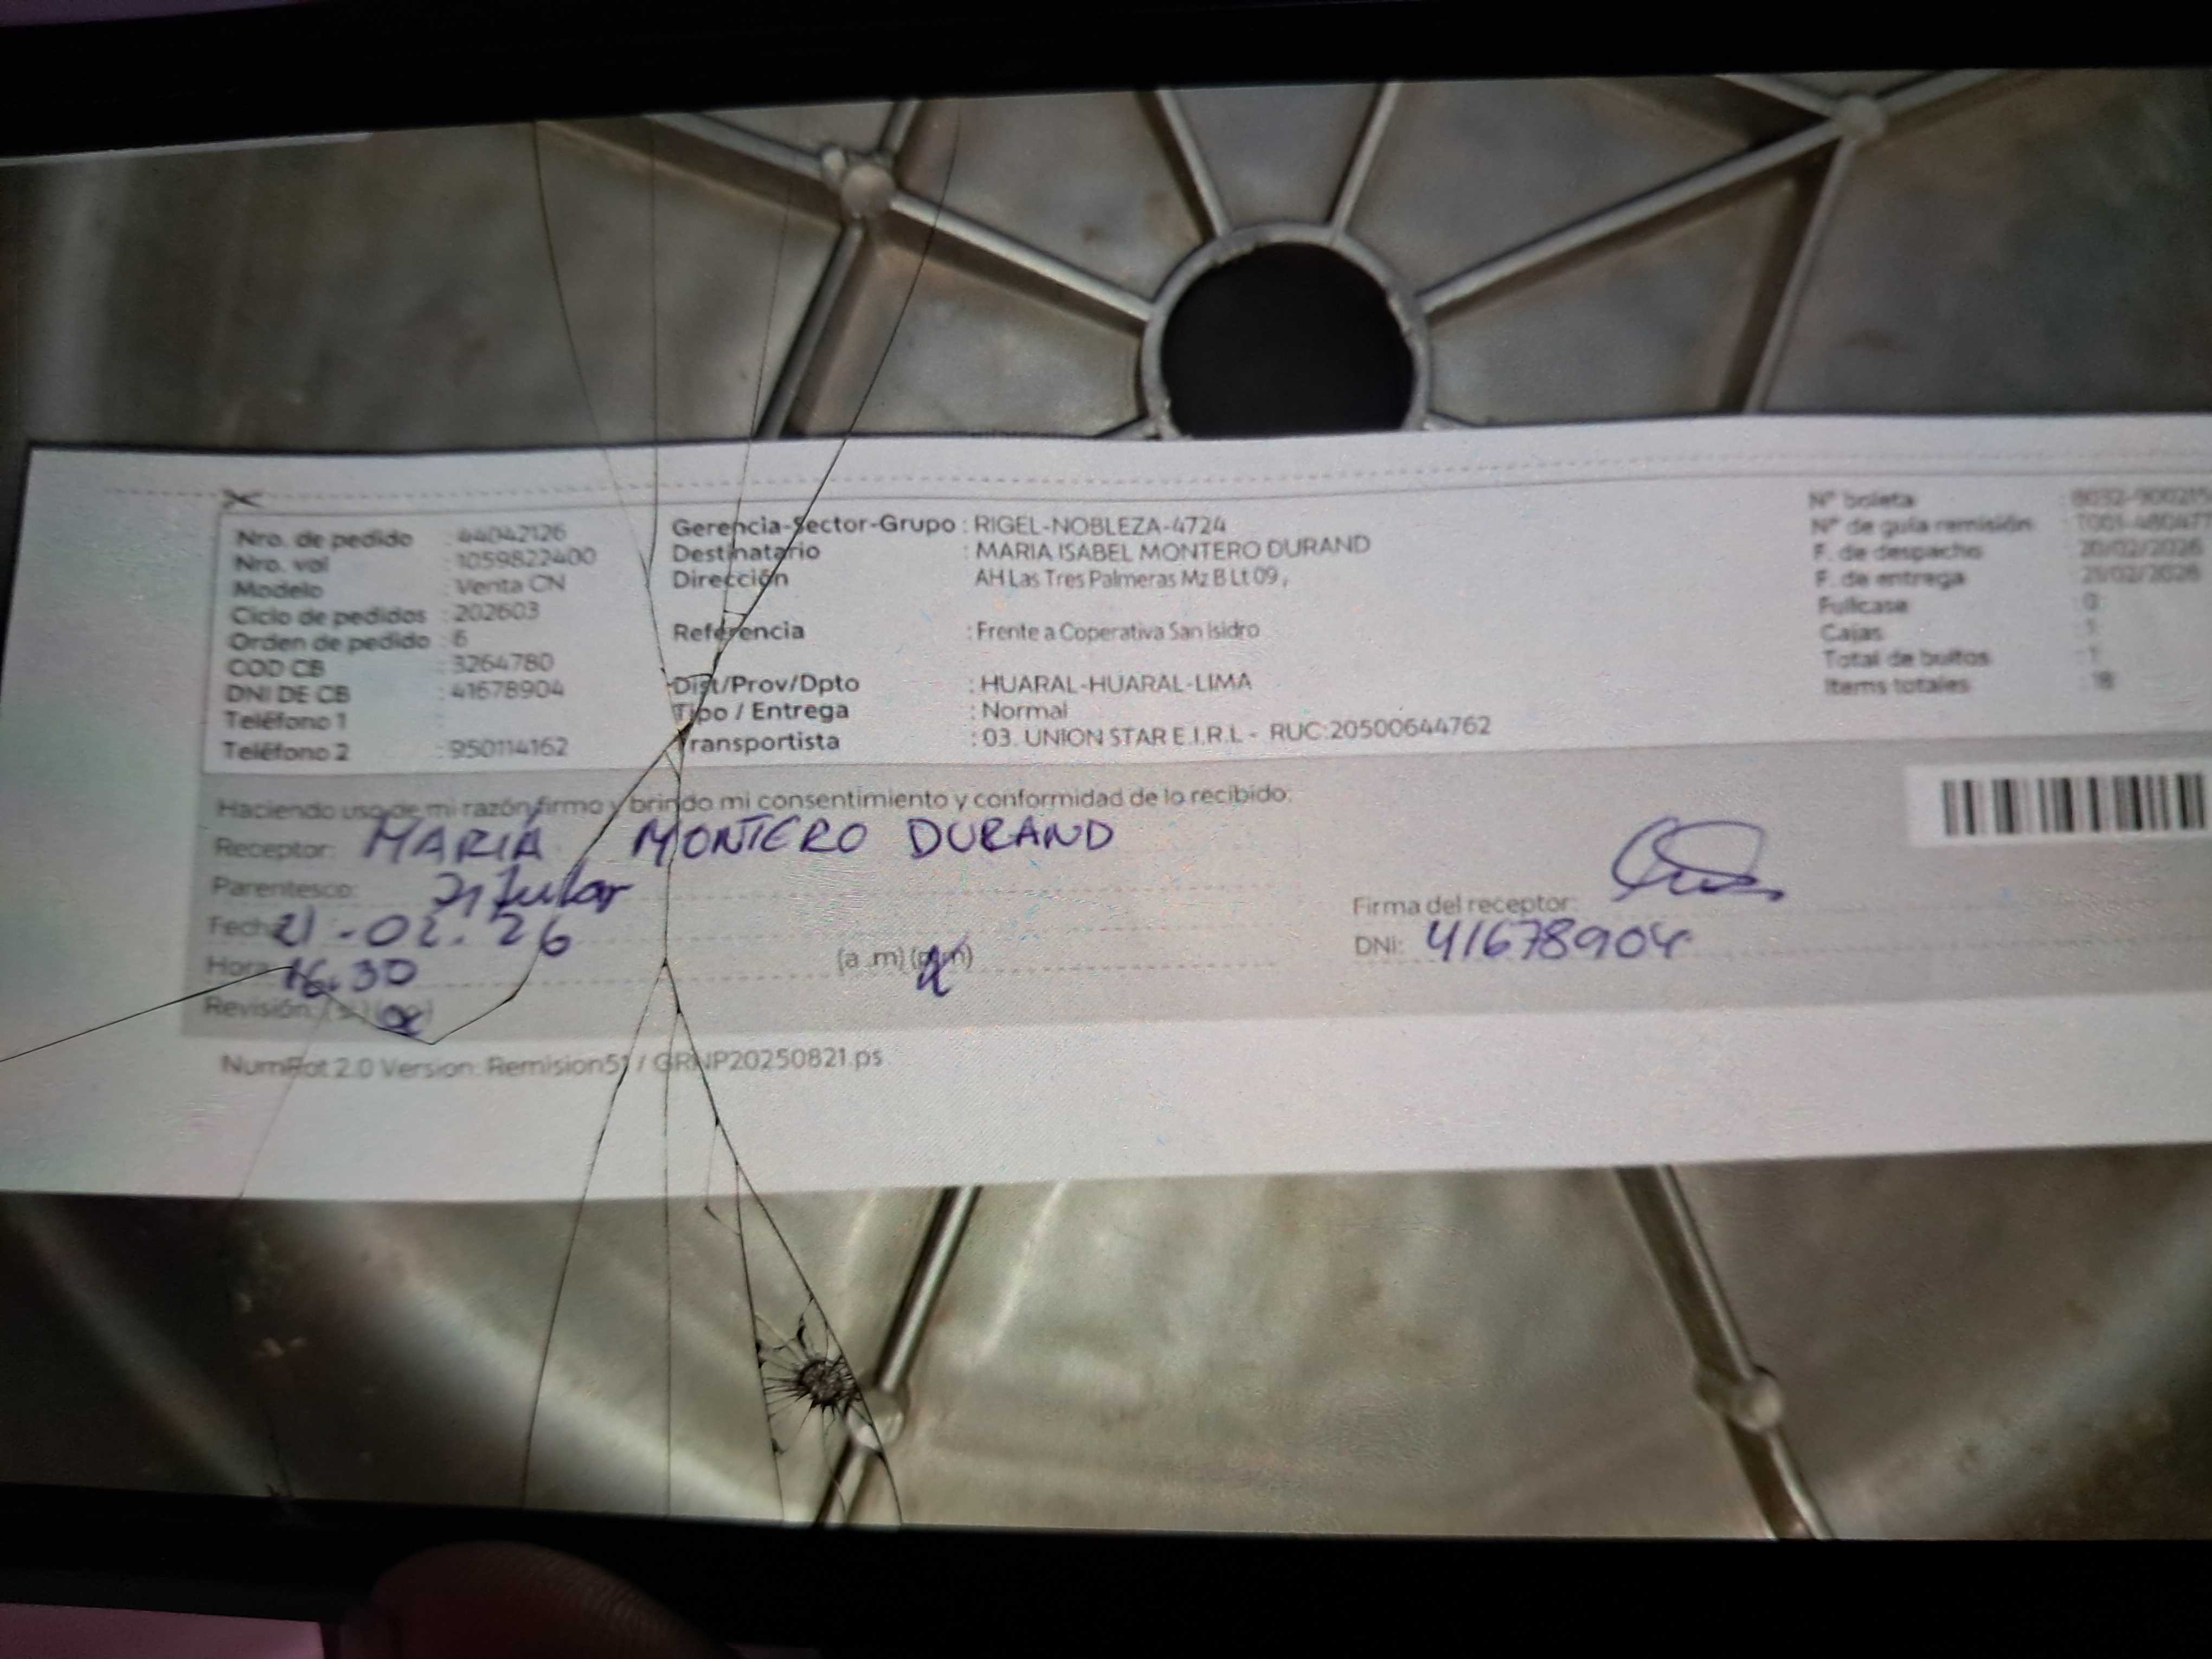 Nro. de pedido : 44042126
Nro. val : 1059822400
Modelo : Venta CN
Ciclo de pedidos : 202603
Orden de pedido : 6
COD CB : 3264780
DNI DE CB : 41678904
Teléfono 1 :
Teléfono 2 : 950114162
Gerencia-Sector-Grupo : RIGEL-NOBLEZA-4724
Destinatario : MARIA ISABEL MONTERO DURAND
Dirección AH Las Tres Palmeras Mz B Lt 09 ,
Referencia : Frente a Coperativa San Isidro
Dist/Prov/Dpto : HUARAL-HUARAL-LIMA
Tipo / Entrega : Normal
Transportista : 03. UNION STAR E.I.R.L - RUC:20500644762
N° boleta
N° de guía remisión
F. de despacho : 20/02/2026
F. de entrega : 21/02/2026
Fullcase : 0
Cajas : 1
Total de bultos : 1
Items totales : 18
Haciendo uso de mi razón firmo y brindo mi consentimiento y conformidad de lo recibido:
Receptor: MARIA MONTERO DURAND
Parentesco: Titular
Fecha 21-02.26
Hora 16.30 (a .m) (p.m)
Revisión: (si)
Firma del receptor:
DNI: 41678904
NumRot 2.0 Version: Remision51 / GRNP20250821.ps